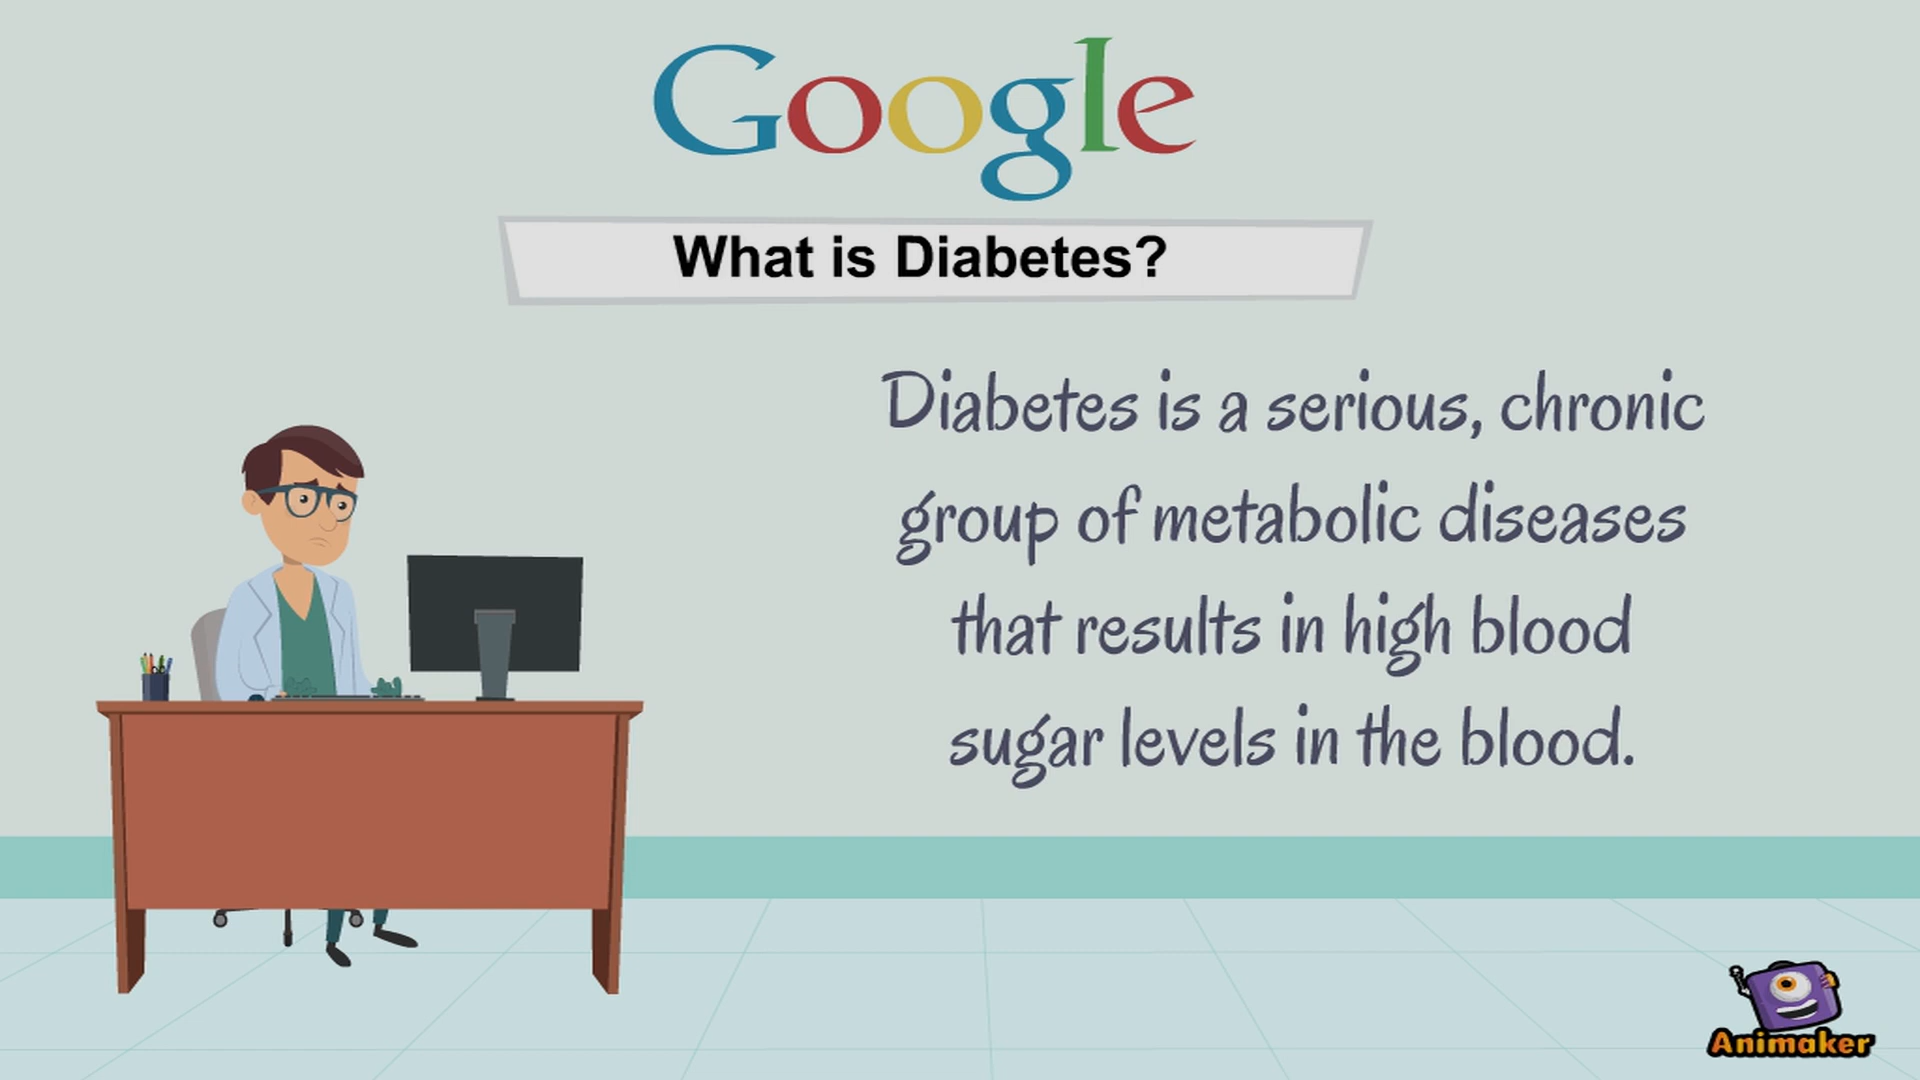 Google
What is Diabetes?
Diabetes is a serious, chronic
group of metabolic diseases
that results in high blood
sugar levels in the blood.
Animaker